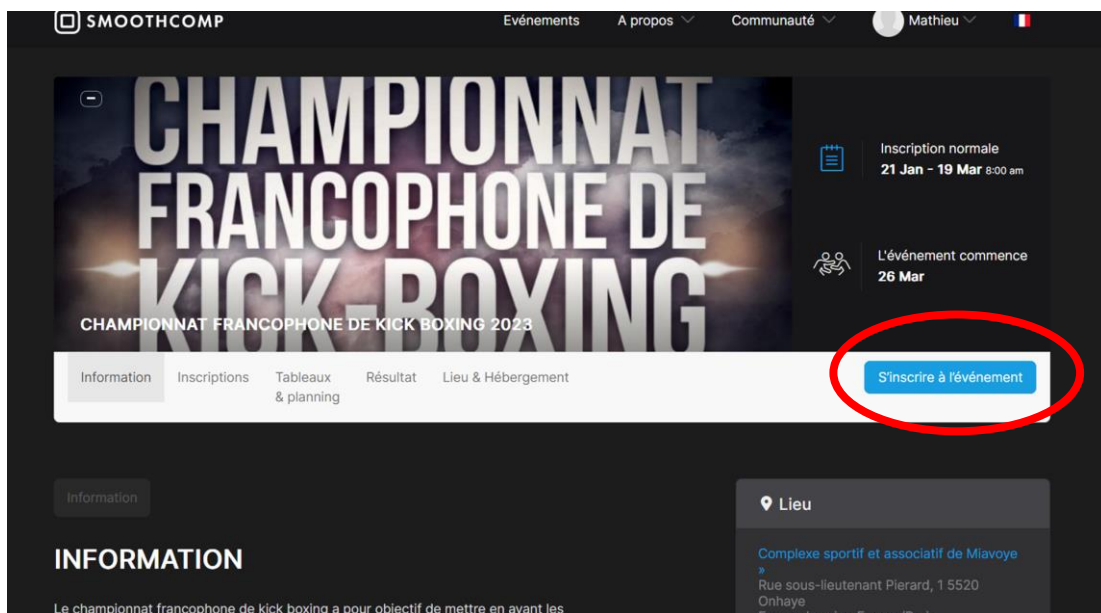 SMOOTHCOMP
Evénements A propos Communauté Mathieu
CHAMPIONNAT
FRANCOPHONE DE
KICK-BOXING
CHAMPIONNAT FRANCOPHONE DE KICK BOXING 2023
Inscription normale
21 Jan - 19 Mar 8:00 am
L'événement commence
26 Mar
Information Inscriptions Tableaux & planning Résultat Lieu & Hébergement
S'inscrire à l'événement
Information
INFORMATION
Le championnat francophone de kick boxing a pour objectif de mettre en avant les
Lieu
Complexe sportif et associatif de Miavoye
»
Rue sous-lieutenant Pierard, 1 5520
Onhaye